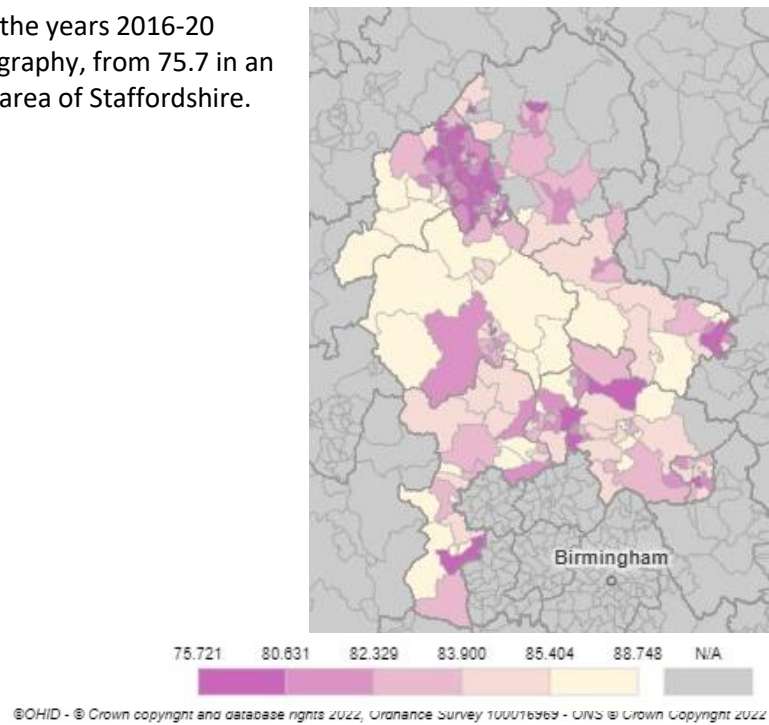 the years 2016-20
graphy, from 75.7 in an
area of Staffordshire.
Birmingham
75.721 80.631 82.329 83.900 85.404 88.748 N/A
©OHID - © Crown copyright and database rights 2022, Ordnance Survey 100016969 - ONS © Crown Copyright 2022